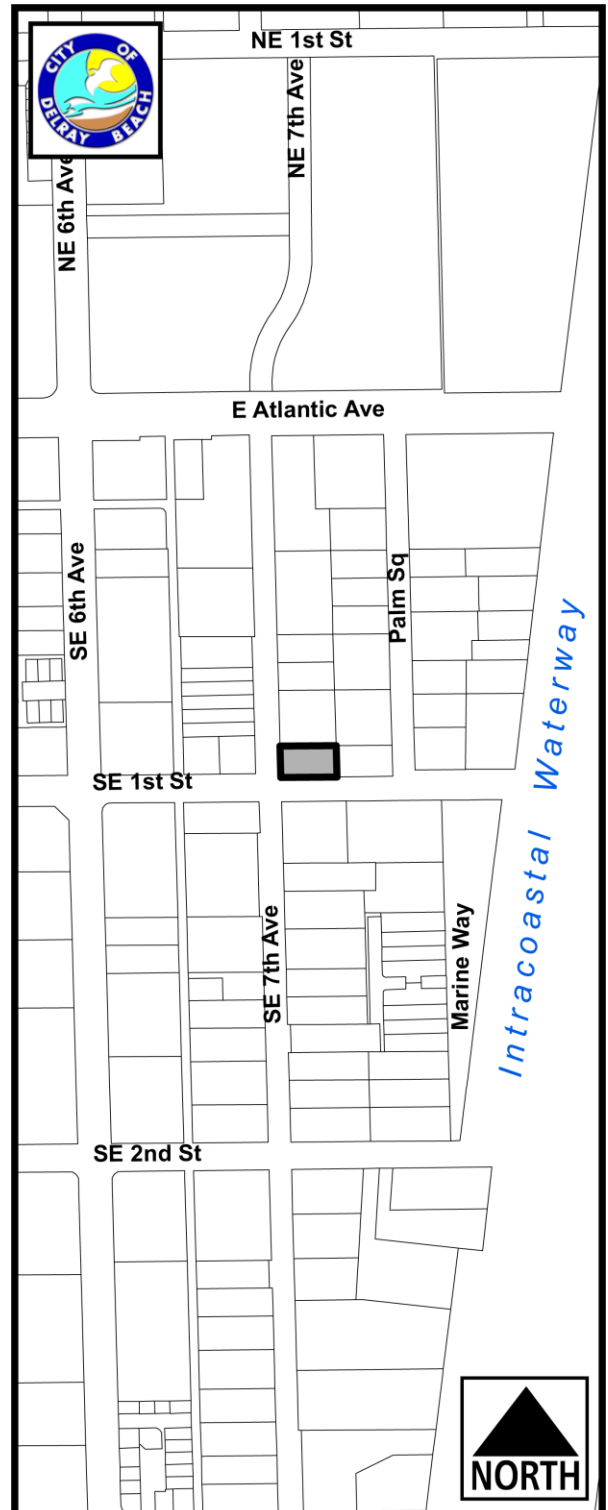 NE 1st St
CITY OF
DELRAY BEACH
NE 6th Ave
NE 7th Ave
E Atlantic Ave
SE 6th Ave
Palm Sq
Intracoastal Waterway
SE 1st St
SE 7th Ave
Marine Way
SE 2nd St
NORTH